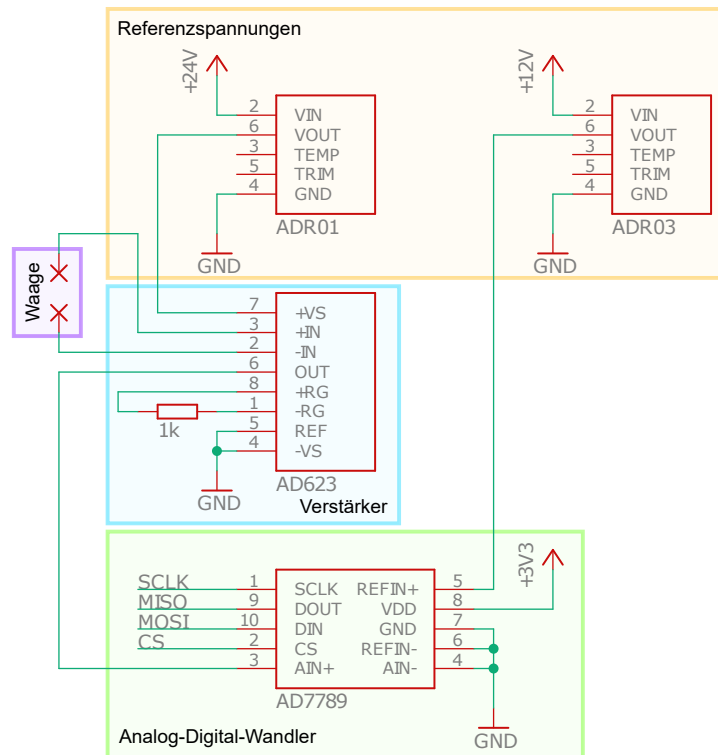 Referenzspannungen
+24V
2 VIN
6 VOUT
3 TEMP
5 TRIM
4 GND
ADR01
GND
+12V
2 VIN
6 VOUT
3 TEMP
5 TRIM
4 GND
ADR03
GND
Waage
7 +VS
3 +IN
2 -IN
6 OUT
8 +RG
1 -RG
5 REF
4 -VS
1k
AD623
GND
Verstärker
+3V3
SCLK 1 SCLK REFIN+ 5
MISO 9 DOUT VDD 8
MOSI 10 DIN GND 7
CS 2 CS REFIN- 6
3 AIN+ AIN- 4
AD7789
GND
Analog-Digital-Wandler